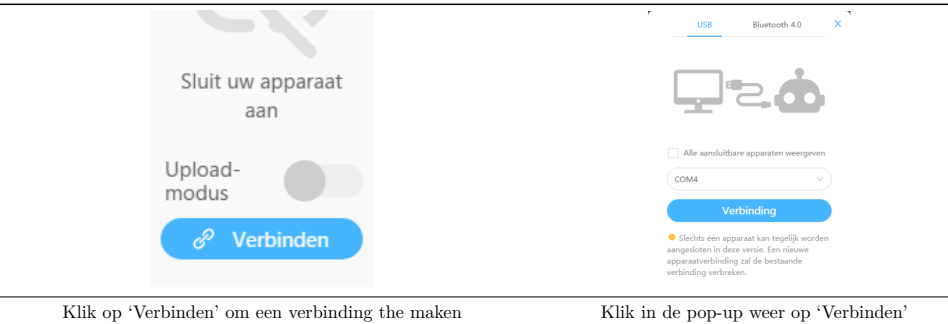 Sluit uw apparaat
aan
Upload-
modus
Verbinden
USB Bluetooth 4.0
Alle aansluitbare apparaten weergeven
COM4
Verbinding
Slechts één apparaat kan tegelijk worden
aangesloten in deze versie. Een nieuwe
apparaatverbinding zal de bestaande
verbinding verbreken.
Klik op ‘Verbinden’ om een verbinding the maken
Klik in de pop-up weer op ‘Verbinden’